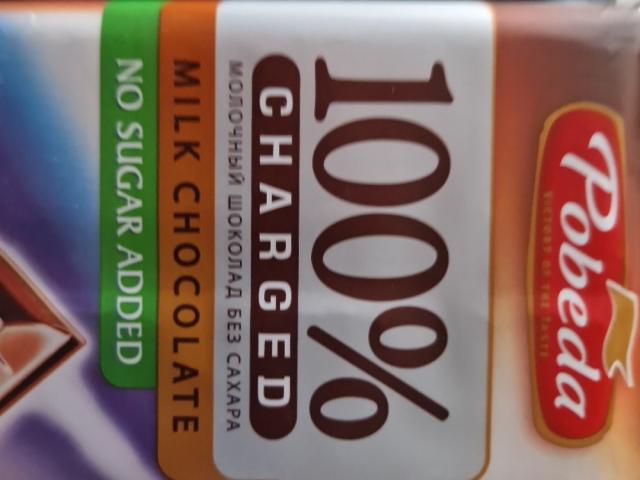 Pobeda
VICTORY OF THE TASTE
100%
CHARGED
МОЛОЧНЫЙ ШОКОЛАД БЕЗ САХАРА
MILK CHOCOLATE
NO SUGAR ADDED